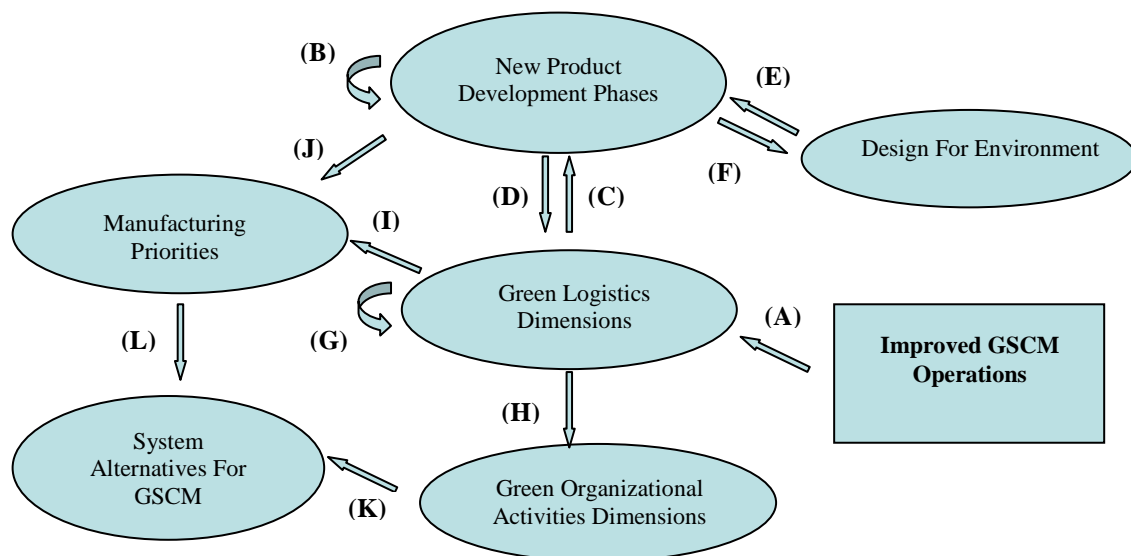 (B)
New Product
Development Phases
(E)
Design For Environment
(F)
(J)
(D)
(C)
Manufacturing
Priorities
(I)
Green Logistics
Dimensions
(G)
(A)
Improved GSCM
Operations
(L)
(H)
System
Alternatives For
GSCM
(K)
Green Organizational
Activities Dimensions